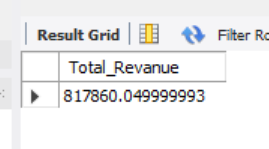 Result Grid Filter Ro
Total_Revanue
817860.049999993